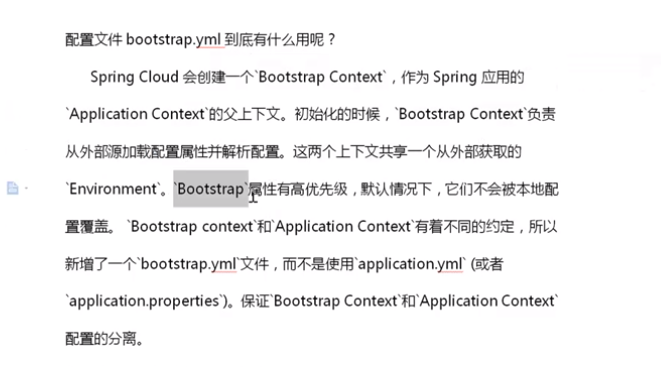 配置文件 bootstrap.yml 到底有什么用呢？
Spring Cloud 会创建一个`Bootstrap Context`，作为 Spring 应用的
`Application Context`的父上下文。初始化的时候，`Bootstrap Context`负责
从外部源加载配置属性并解析配置。这两个上下文共享一个从外部获取的
`Environment`。`Bootstrap`属性有高优先级，默认情况下，它们不会被本地配
置覆盖。 `Bootstrap context`和`Application Context`有着不同的约定，所以
新增了一个`bootstrap.yml`文件，而不是使用`application.yml` (或者
`application.properties`)。保证`Bootstrap Context`和`Application Context`
配置的分离。